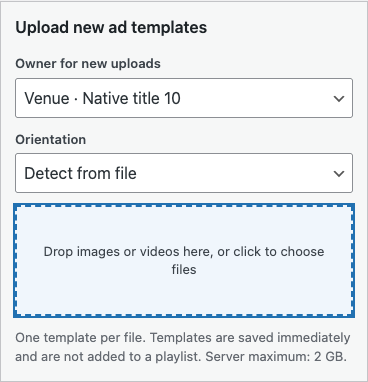 Upload new ad templates
Owner for new uploads
Venue · Native title 10
Orientation
Detect from file
Drop images or videos here, or click to choose
files
One template per file. Templates are saved immediately
and are not added to a playlist. Server maximum: 2 GB.